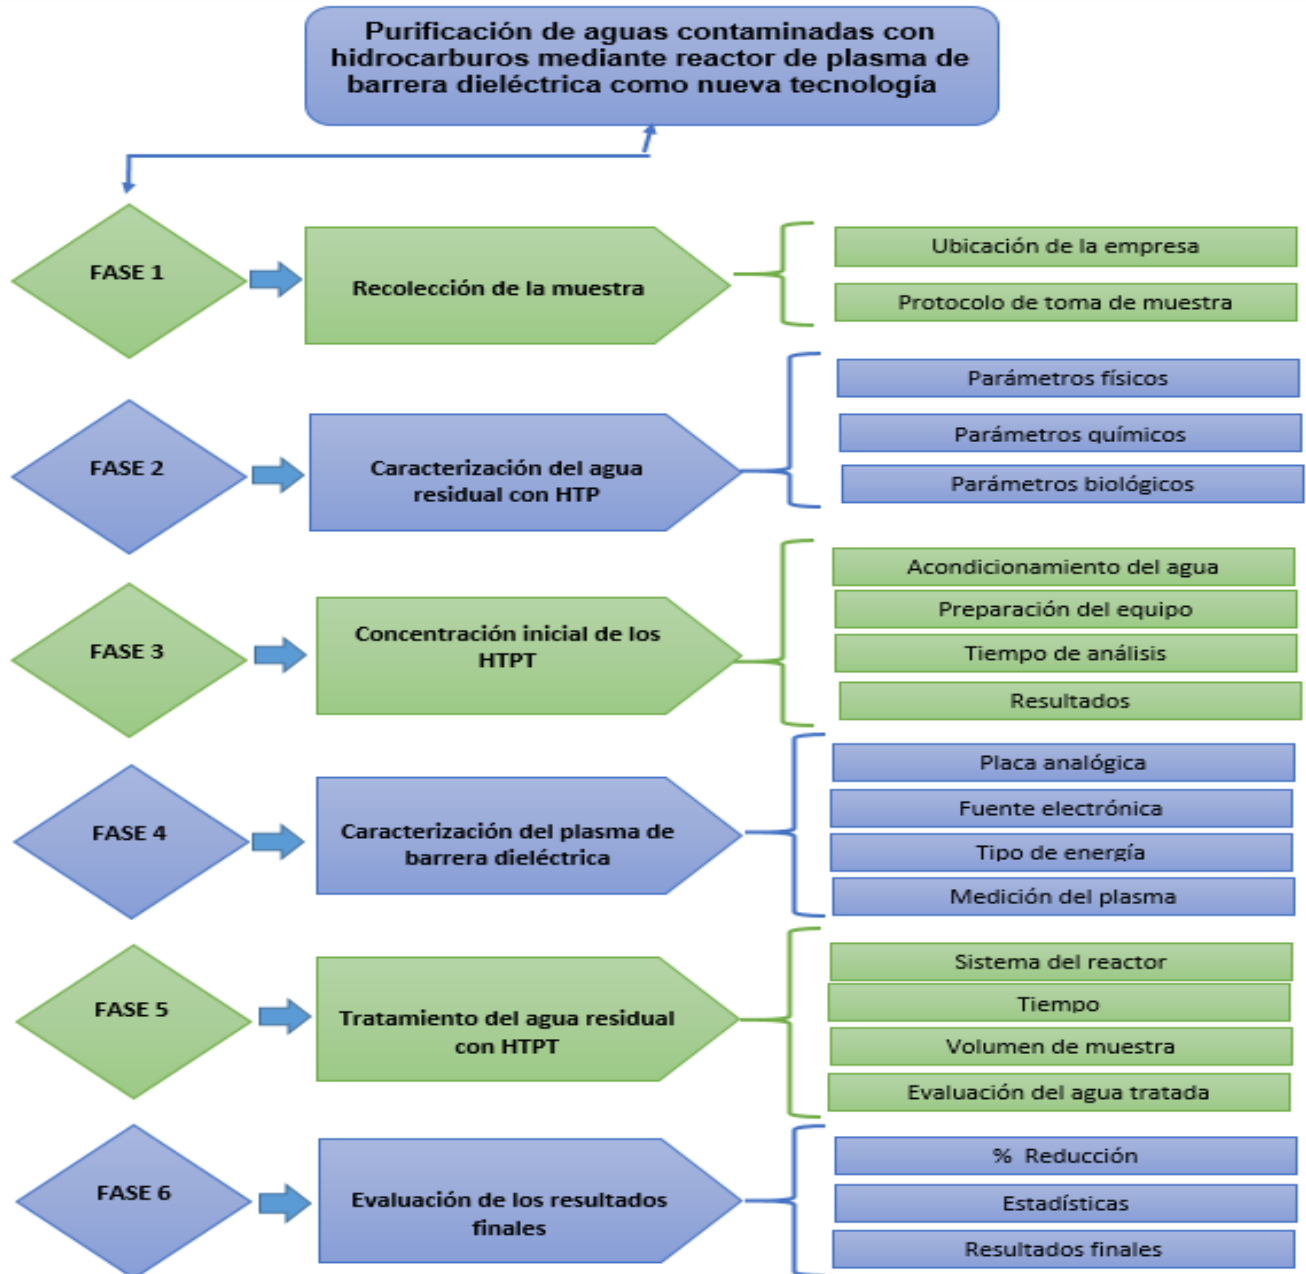 Purificación de aguas contaminadas con
hidrocarburos mediante reactor de plasma de
barrera dieléctrica como nueva tecnología
FASE 1
Recolección de la muestra
Ubicación de la empresa
Protocolo de toma de muestra
FASE 2
Caracterización del agua
residual con HTP
Parámetros físicos
Parámetros químicos
Parámetros biológicos
FASE 3
Concentración inicial de los
HTPT
Acondicionamiento del agua
Preparación del equipo
Tiempo de análisis
Resultados
FASE 4
Caracterización del plasma de
barrera dieléctrica
Placa analógica
Fuente electrónica
Tipo de energía
Medición del plasma
FASE 5
Tratamiento del agua residual
con HTPT
Sistema del reactor
Tiempo
Volumen de muestra
Evaluación del agua tratada
FASE 6
Evaluación de los resultados
finales
% Reducción
Estadísticas
Resultados finales